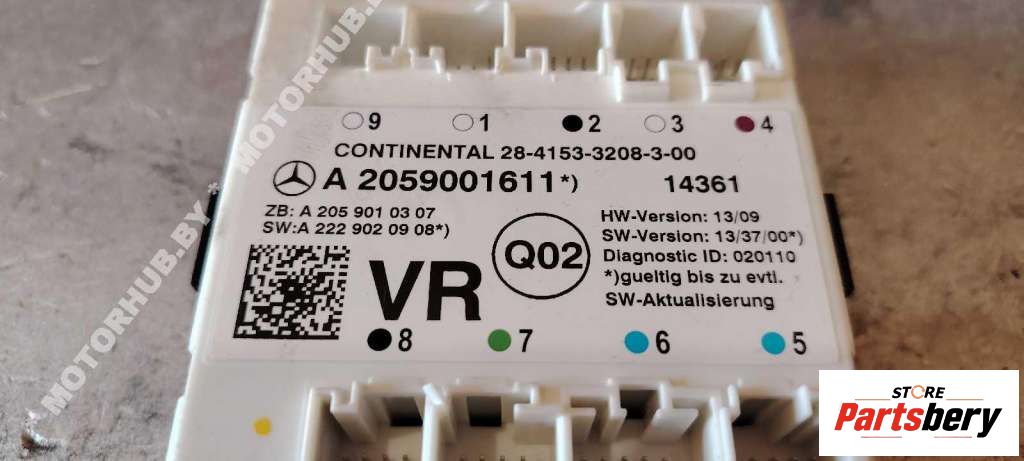 MOTORHUB.BY
MOTORHUB.BY
9 1 2 3 4
CONTINENTAL 28-4153-3208-3-00
A 2059001611*) 14361
ZB: A 205 901 03 07
SW:A 222 902 09 08*)
HW-Version: 13/09
SW-Version: 13/37/00*)
Diagnostic ID: 020110
*)gueltig bis zu evtl.
SW-Aktualisierung
VR
Q02
8 7 6 5
STORE
Partsbery